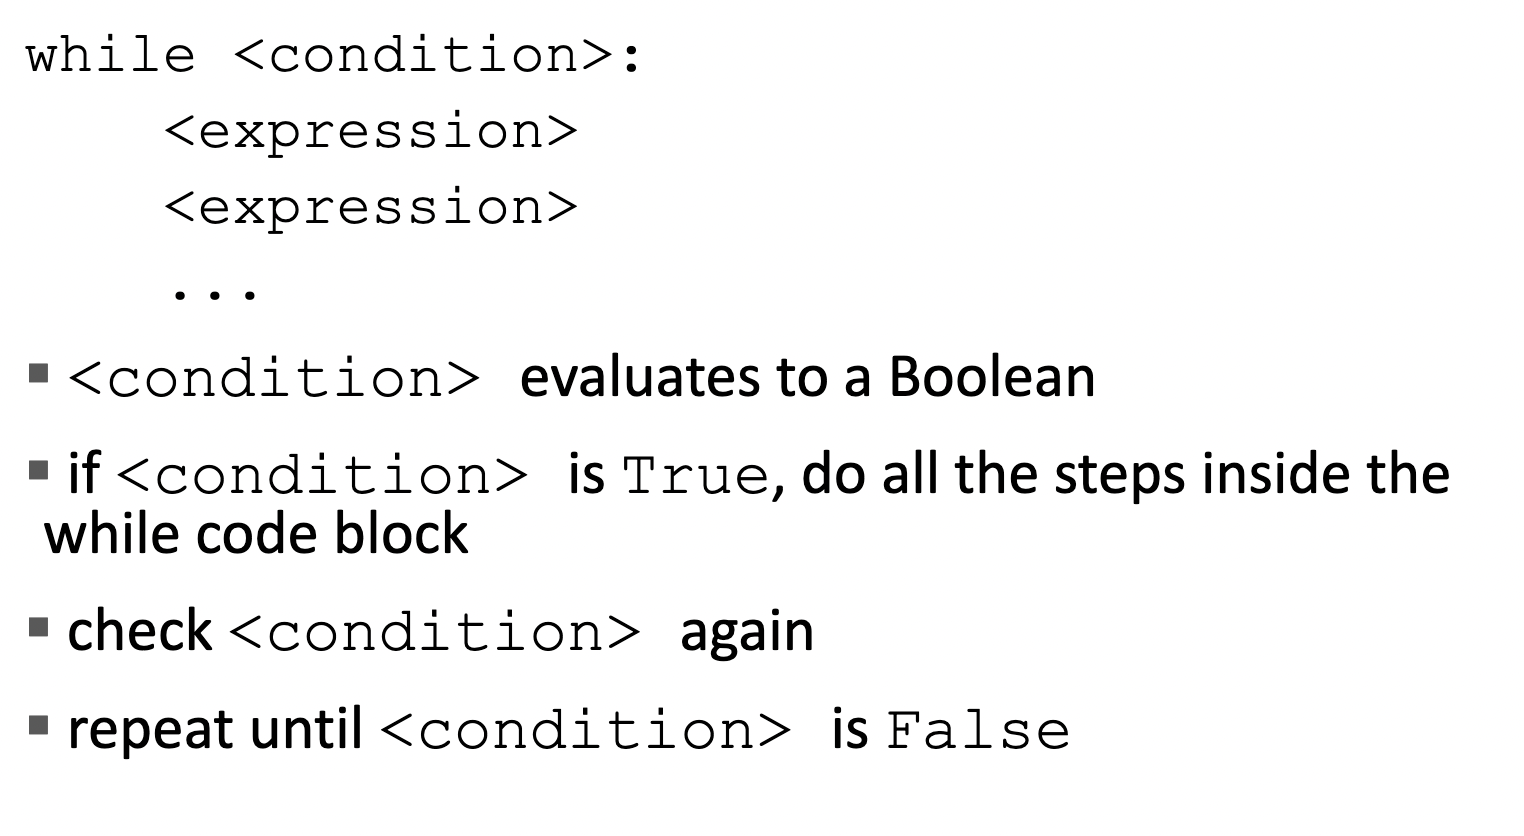 while <condition>:
<expression>
<expression>
...
▪ <condition> evaluates to a Boolean
▪ if <condition> is True, do all the steps inside the
while code block
▪ check <condition> again
▪ repeat until <condition> is False